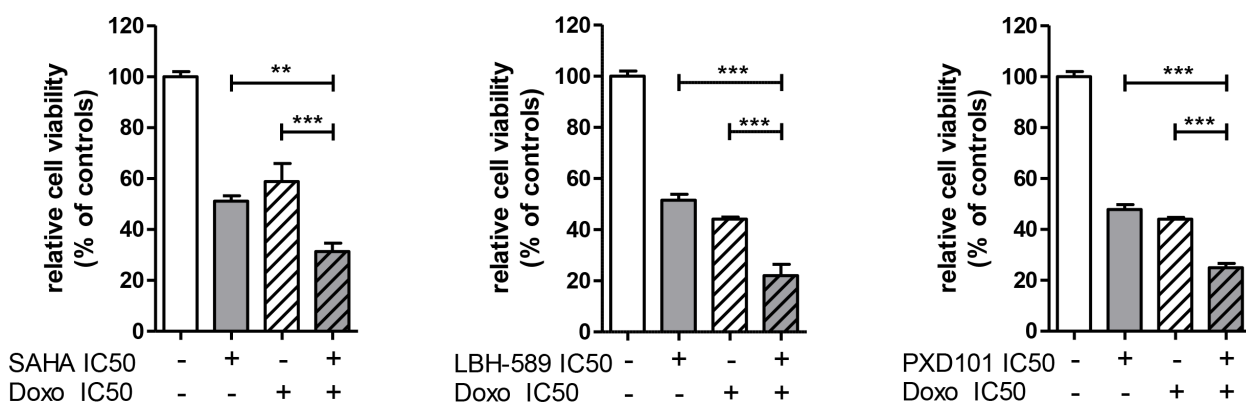 relative cell viability
(% of controls)
120
100
80
60
40
20
0
**
***
SAHA IC50 - + - +
Doxo IC50 - - + +
relative cell viability
(% of controls)
120
100
80
60
40
20
0
***
***
LBH-589 IC50 - + - +
Doxo IC50 - - + +
relative cell viability
(% of controls)
120
100
80
60
40
20
0
***
***
PXD101 IC50 - + - +
Doxo IC50 - - + +